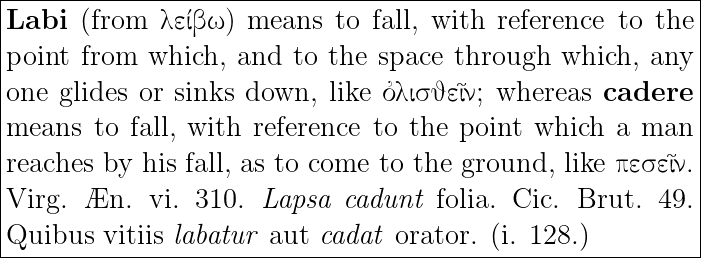 Labi (from λείβω) means to fall, with reference to the
point from which, and to the space through which, any
one glides or sinks down, like ὀλισθεῖν; whereas cadere
means to fall, with reference to the point which a man
reaches by his fall, as to come to the ground, like πεσεῖν.
Virg. Æn. vi. 310. Lapsa cadunt folia. Cic. Brut. 49.
Quibus vitiis labatur aut cadat orator. (i. 128.)